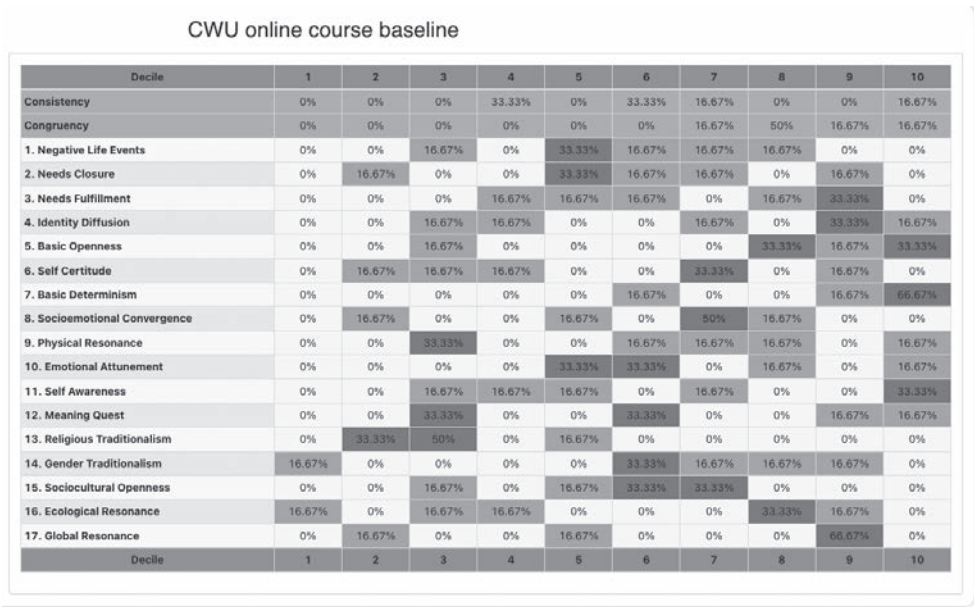 CWU online course baseline
Decile 1 2 3 4 5 6 7 8 9 10
Consistency 0% 0% 0% 33.33% 0% 33.33% 16.67% 0% 0% 16.67%
Congruency 0% 0% 0% 0% 0% 0% 16.67% 50% 16.67% 16.67%
1. Negative Life Events 0% 0% 16.67% 0% 33.33% 16.67% 16.67% 16.67% 0% 0%
2. Needs Closure 0% 16.67% 0% 0% 33.33% 16.67% 16.67% 0% 16.67% 0%
3. Needs Fulfillment 0% 0% 0% 16.67% 16.67% 16.67% 0% 16.67% 33.33% 0%
4. Identity Diffusion 0% 0% 16.67% 16.67% 0% 0% 16.67% 0% 33.33% 16.67%
5. Basic Openness 0% 0% 16.67% 0% 0% 0% 0% 33.33% 16.67% 33.33%
6. Self Certitude 0% 16.67% 16.67% 16.67% 0% 0% 33.33% 0% 16.67% 0%
7. Basic Determinism 0% 0% 0% 0% 0% 16.67% 0% 0% 16.67% 66.67%
8. Socioemotional Convergence 0% 16.67% 0% 0% 16.67% 0% 50% 16.67% 0% 0%
9. Physical Resonance 0% 0% 33.33% 0% 0% 16.67% 16.67% 16.67% 0% 16.67%
10. Emotional Attunement 0% 0% 0% 0% 33.33% 33.33% 0% 16.67% 0% 16.67%
11. Self Awareness 0% 0% 16.67% 16.67% 16.67% 0% 16.67% 0% 0% 33.33%
12. Meaning Quest 0% 0% 33.33% 0% 0% 33.33% 0% 0% 16.67% 16.67%
13. Religious Traditionalism 0% 33.33% 50% 0% 16.67% 0% 0% 0% 0% 0%
14. Gender Traditionalism 16.67% 0% 0% 0% 0% 33.33% 16.67% 16.67% 16.67% 0%
15. Sociocultural Openness 0% 0% 16.67% 0% 16.67% 33.33% 33.33% 0% 0% 0%
16. Ecological Resonance 16.67% 0% 16.67% 16.67% 0% 0% 0% 33.33% 16.67% 0%
17. Global Resonance 0% 16.67% 0% 0% 16.67% 0% 0% 0% 66.67% 0%
Decile 1 2 3 4 5 6 7 8 9 10